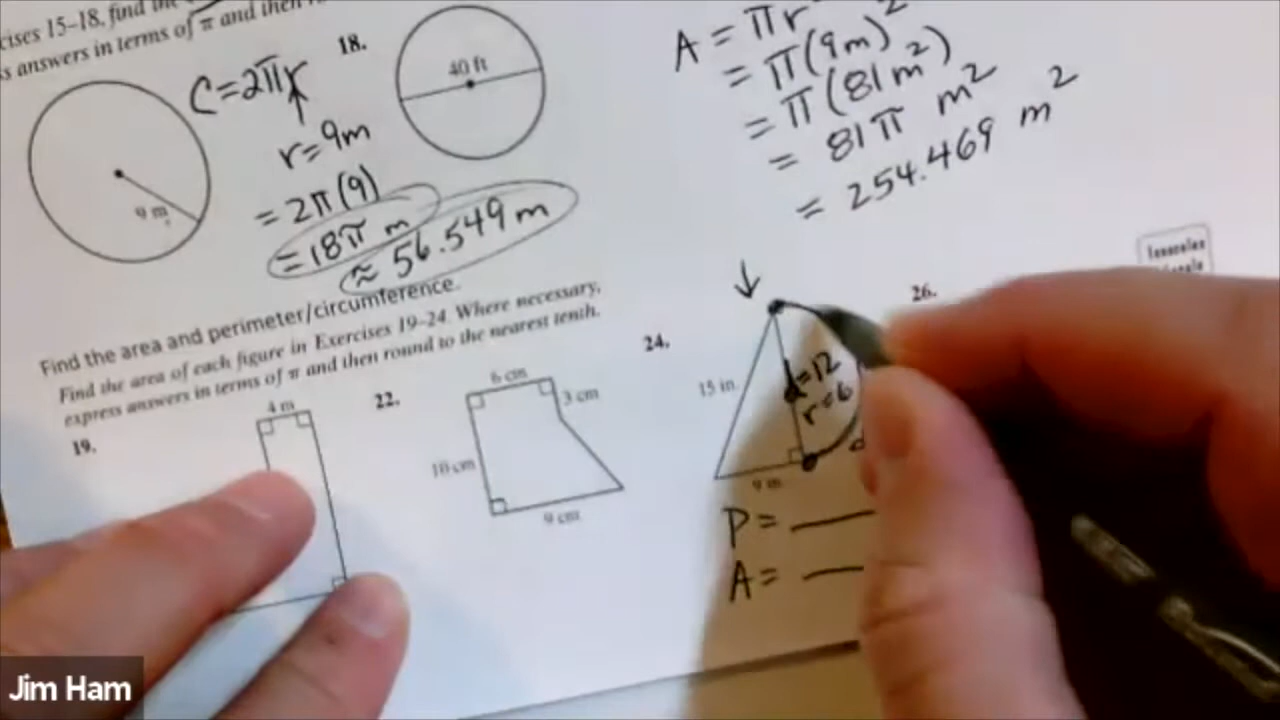 cises 15–18, find the
s answers in terms of π and then
C=2πr
r=9m
=2π(9)
=18π m
≈ 56.549 m
9 m
18.
40 ft
A = πr²
= π(9m)²
= π(81m²)
= 81π m²
= 254.469 m²
Find the area and perimeter/circumference.
Find the area of each figure in Exercises 19–24. Where necessary,
express answers in terms of π and then round to the nearest tenth.
19.
4 m
22.
6 cm
3 cm
10 cm
9 cm
24.
15 in.
d=12
r=6
9 in.
P =
A =
Isosceles
26.
Jim Ham